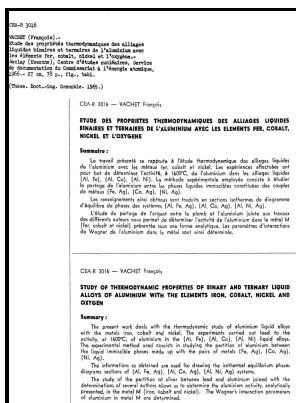 CEA-R 3016
VACHET (François).-
Etude des propriétés thermodynamiques des alliages
liquides binaires et ternaires de l'aluminium avec
les éléments fer, cobalt, nickel et l'oxygène.-
Saclay (Essonne), Centre d'études nucléaires, Service
de documentation du Commissariat à l'énergie atomique,
1966.- 27 cm, 78 p., fig., tabl.
(Thèse. Doct.-ing. Grenoble. 1965.)
CEA-R 3016 — VACHET François
ETUDE DES PROPRIETES THERMODYNAMIQUES DES ALLIAGES LIQUIDES
BINAIRES ET TERNAIRES DE L'ALUMINIUM AVEC LES ELEMENTS FER, COBALT,
NICKEL ET L'OXYGENE
Sommaire :
Le travail présenté se rapporte à l'étude thermodynamique des alliages liquides
de l'aluminium avec les métaux fer, cobalt et nickel. Les expériences effectuées ont
pour but de déterminer l'activité, à 1600°C, de l'aluminium dans les alliages liquides
(Al, Fe), (Al, Co), (Al, Ni). La méthode expérimentale employée consiste à étudier
le partage de l'aluminium entre les phases liquides immiscibles constituées des couples
de métaux (Fe, Ag), (Co, Ag), (Ni, Ag).
Les renseignements ainsi obtenus sont traduits en sections isothermes de diagramme
d'équilibre de phases des systèmes (Al, Fe, Ag), (Al, Co, Ag), (Al, Ni, Ag).
L'étude du partage de l'argent entre le plomb et l'aluminium jointe aux travaux
des différents auteurs nous permet de déterminer l'activité de l'aluminium dans le métal M
(fer, cobalt et nickel) présentée sous une forme analytique. Les paramètres d'interaction
de Wagner de l'aluminium dans le métal sont ainsi déterminés.
CEA-R 3016 — VACHET François
STUDY OF THERMODYNAMIC PROPERTIES OF BINARY AND TERNARY LIQUID
ALLOYS OF ALUMINIUM WITH THE ELEMENTS IRON, COBALT, NICKEL AND
OXYGEN
Summary :
The present work deals with the thermodynamic study of aluminium liquid alloys
with the metals iron, cobalt and nickel. The experiments carried out lead to the
activity, at 1600°C, of aluminium in the (Al, Fe), (Al, Co), (Al, Ni) liquid alloys.
The experimental method used consists in studying the partition of aluminium between
the liquid immiscible phases made up with the pairs of metals (Fe, Ag), (Co, Ag),
(Ni, Ag).
The informations so obtained are used for drawing the isothermal equilibrium phases
diagrams sections of (Al, Fe, Ag), (Al, Co, Ag), (Al, Ni, Ag) systems.
The study of the partition of silver between lead and aluminium joined with the
determinations of several authors allows us to determine the aluminium activity, analytically
presented, in the metal M (iron, cobalt and nickel). The Wagner's interaction parameters
of aluminium in metal M are determined.